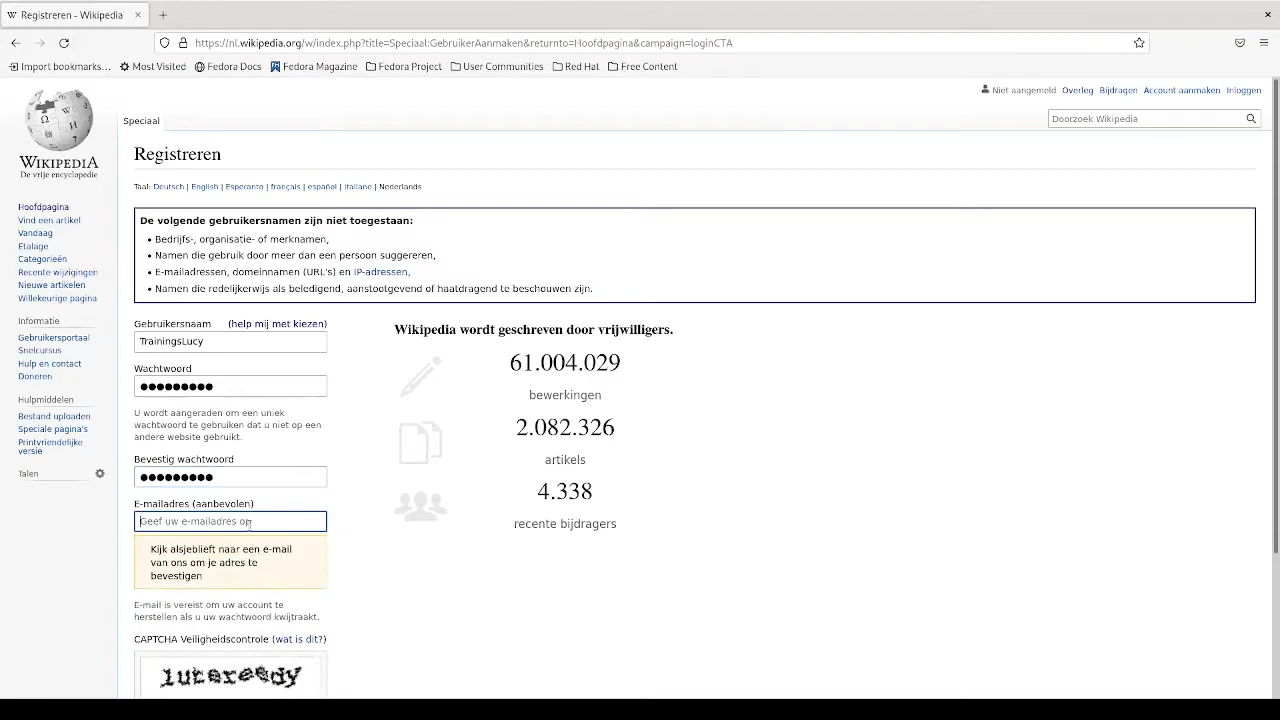 Registreren - Wikipedia
https://nl.wikipedia.org/w/index.php?title=Speciaal:GebruikerAanmaken&returnto=Hoofdpagina&campaign=loginCTA
Import bookmarks... Most Visited Fedora Docs Fedora Magazine Fedora Project User Communities Red Hat Free Content
Niet aangemeld Overleg Bijdragen Account aanmaken Inloggen
Speciaal
Doorzoek Wikipedia
WIKIPEDIA
De vrije encyclopedie
Hoofdpagina
Vind een artikel
Vandaag
Etalage
Categorieën
Recente wijzigingen
Nieuwe artikelen
Willekeurige pagina
Informatie
Gebruikersportaal
Snelcursus
Hulp en contact
Doneren
Hulpmiddelen
Bestand uploaden
Speciale pagina's
Printvriendelijke
versie
Talen
Registreren
Taal: Deutsch | English | Esperanto | français | español | italiano | Nederlands
De volgende gebruikersnamen zijn niet toegestaan:
• Bedrijfs-, organisatie- of merknamen,
• Namen die gebruik door meer dan een persoon suggereren,
• E-mailadressen, domeinnamen (URL's) en IP-adressen,
• Namen die redelijkerwijs als beledigend, aanstootgevend of haatdragend te beschouwen zijn.
Gebruikersnaam (help mij met kiezen)
TrainingsLucy
Wachtwoord
●●●●●●●●●
U wordt aangeraden om een uniek
wachtwoord te gebruiken dat u niet op een
andere website gebruikt.
Bevestig wachtwoord
●●●●●●●●●
E-mailadres (aanbevolen)
Geef uw e-mailadres op
Kijk alsjeblieft naar een e-mail
van ons om je adres te
bevestigen
E-mail is vereist om uw account te
herstellen als u uw wachtwoord kwijtraakt.
CAPTCHA Veiligheidscontrole (wat is dit?)
Wikipedia wordt geschreven door vrijwilligers.
61.004.029
bewerkingen
2.082.326
artikels
4.338
recente bijdragers